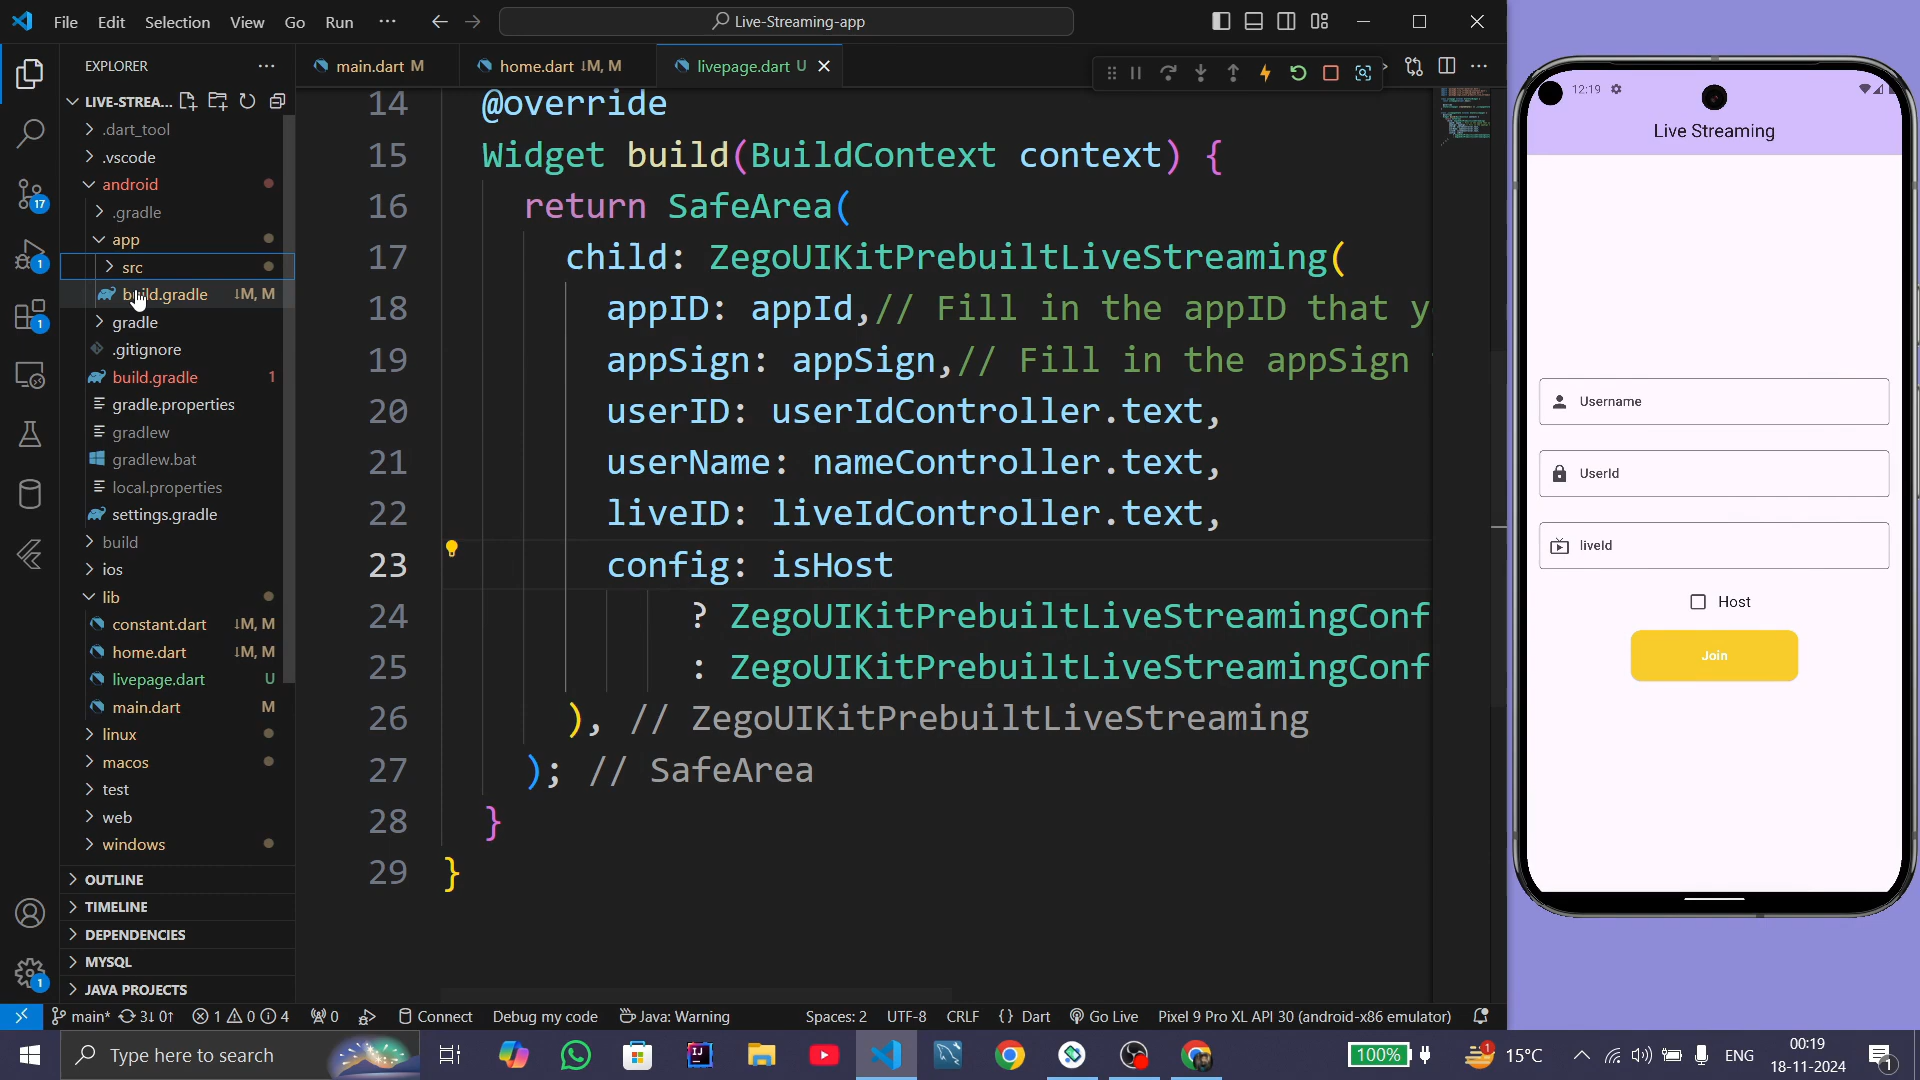 File Edit Selection View Go Run ··· Live-Streaming-app
EXPLORER
LIVE-STREA...
.dart_tool
.vscode
android
.gradle
app
src
build.gradle ↓M, M
gradle
.gitignore
build.gradle 1
gradle.properties
gradlew
gradlew.bat
local.properties
settings.gradle
build
ios
lib
constant.dart ↓M, M
home.dart ↓M, M
livepage.dart U
main.dart M
linux
macos
test
web
windows
OUTLINE
TIMELINE
DEPENDENCIES
MYSQL
JAVA PROJECTS
17
1
1
1
main.dart M home.dart ↓M, M livepage.dart U
14 @override
15 Widget build(BuildContext context) {
16 return SafeArea(
17 child: ZegoUIKitPrebuiltLiveStreaming(
18 appID: appId,// Fill in the appID that y
19 appSign: appSign,// Fill in the appSign
20 userID: userIdController.text,
21 userName: nameController.text,
22 liveID: liveIdController.text,
23 config: isHost
24 ? ZegoUIKitPrebuiltLiveStreamingConf
25 : ZegoUIKitPrebuiltLiveStreamingConf
26 ), // ZegoUIKitPrebuiltLiveStreaming
27 ); // SafeArea
28 }
29 }
12:19
Live Streaming
Username
UserId
liveId
Host
Join
main* 3↓ 0↑ 1 0 4 0 Connect Debug my code Java: Warning Spaces: 2 UTF-8 CRLF {} Dart Go Live Pixel 9 Pro XL API 30 (android-x86 emulator)
Type here to search
100% 1 15°C ENG
00:19
18-11-2024
1